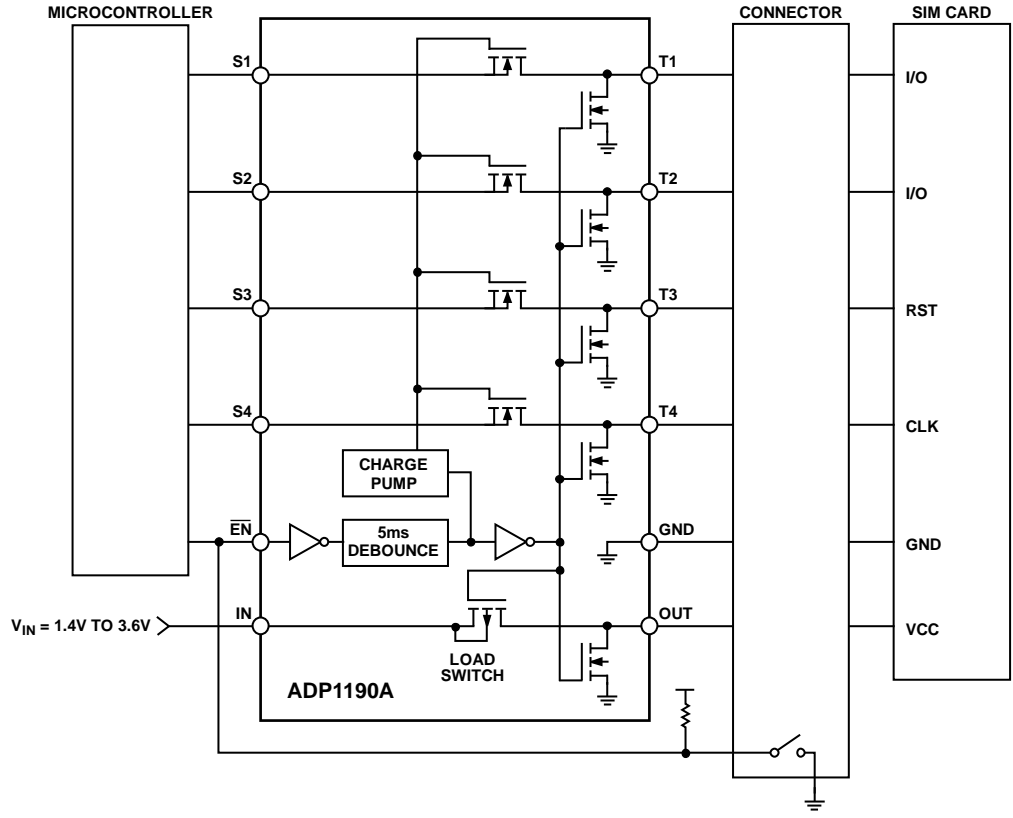 MICROCONTROLLER
CONNECTOR
SIM CARD
S1
T1
I/O
S2
T2
I/O
S3
T3
RST
S4
T4
CLK
CHARGE
PUMP
EN
5ms
DEBOUNCE
GND
GND
VIN = 1.4V TO 3.6V
IN
OUT
VCC
LOAD
SWITCH
ADP1190A